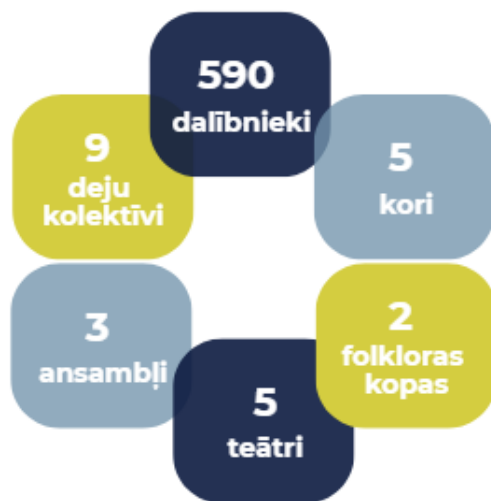 590
dalībnieki
9
deju
kolektīvi
5
kori
3
ansambļi
2
folkloras
kopas
5
teātri